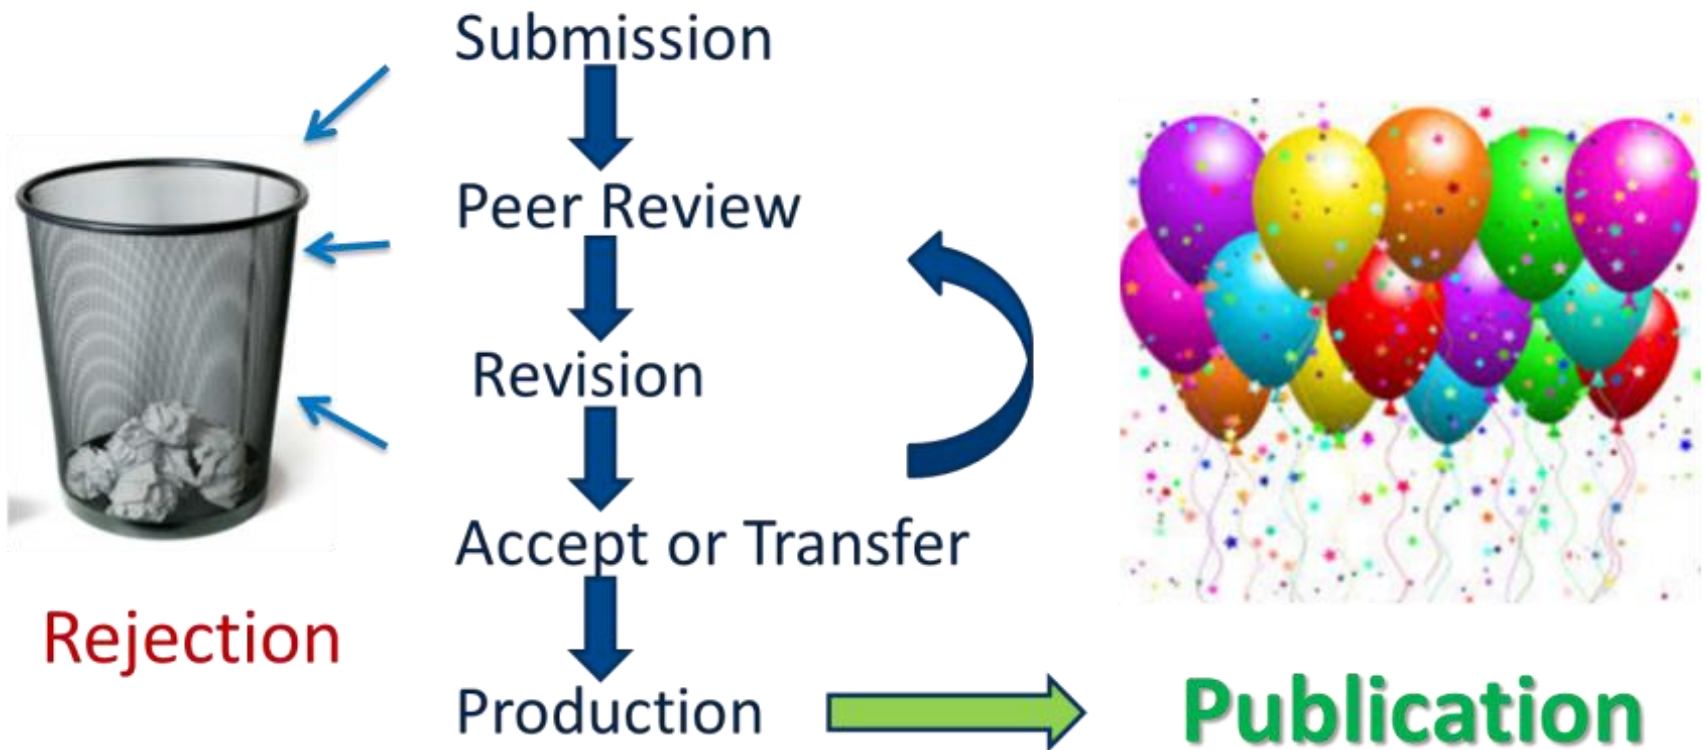 Submission
Peer Review
Revision
Accept or Transfer
Production
Rejection
Publication